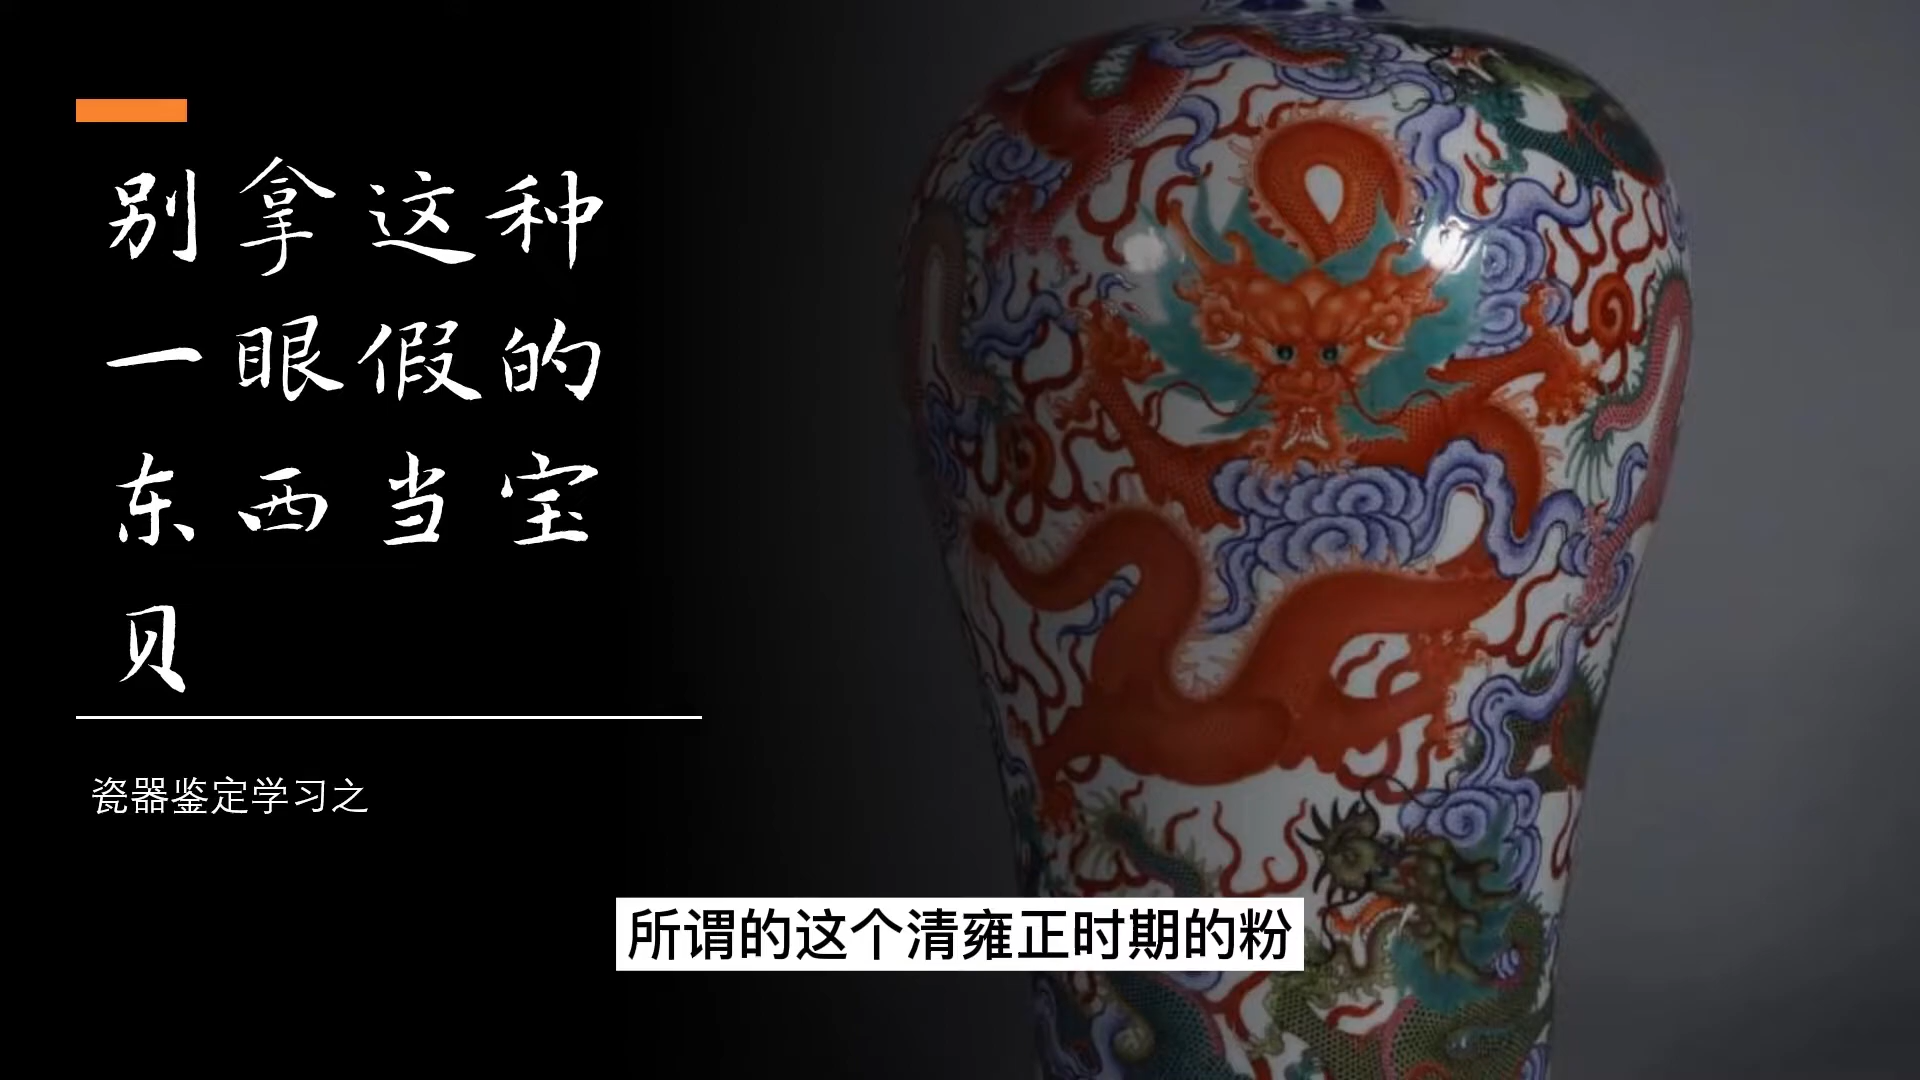 别拿这种
一眼假的
东西当宝
贝
瓷器鉴定学习之
所谓的这个清雍正时期的粉